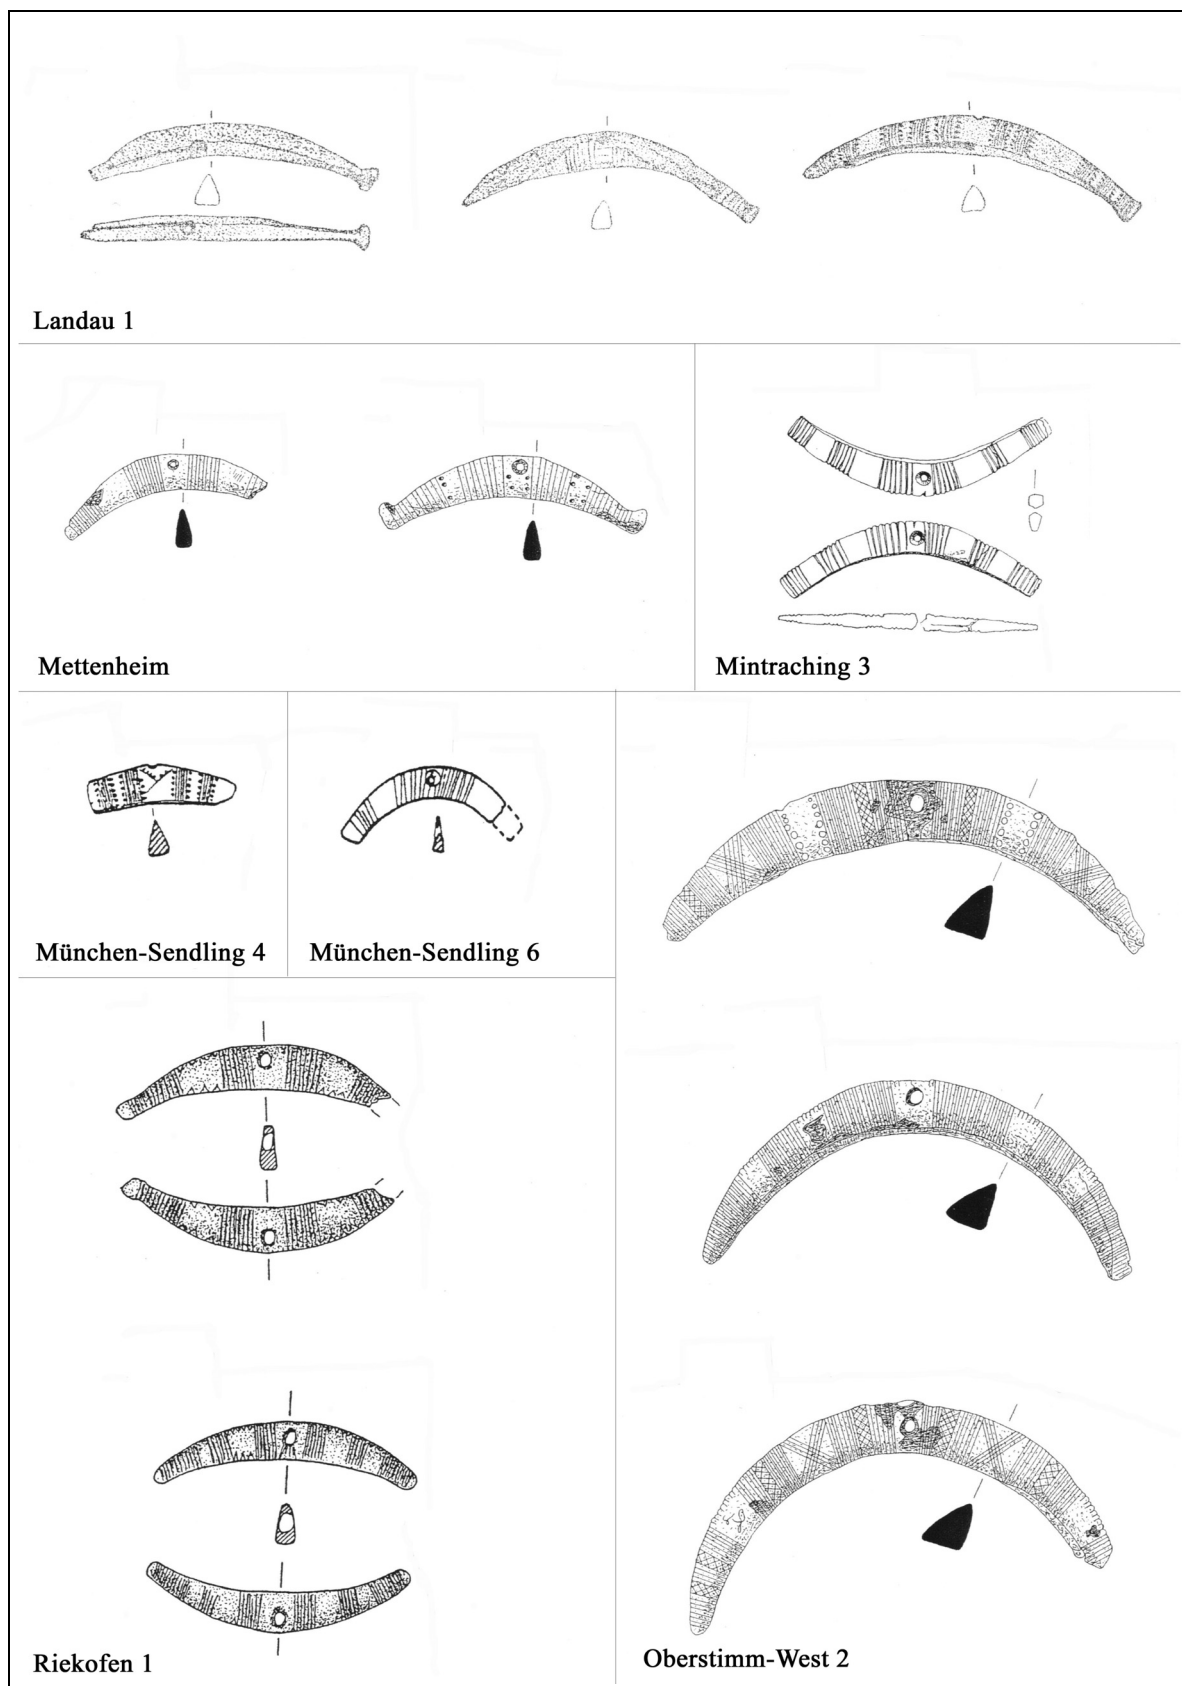 Landau 1
Mettenheim
Mintraching 3
München-Sendling 4
München-Sendling 6
Riekofen 1
Oberstimm-West 2